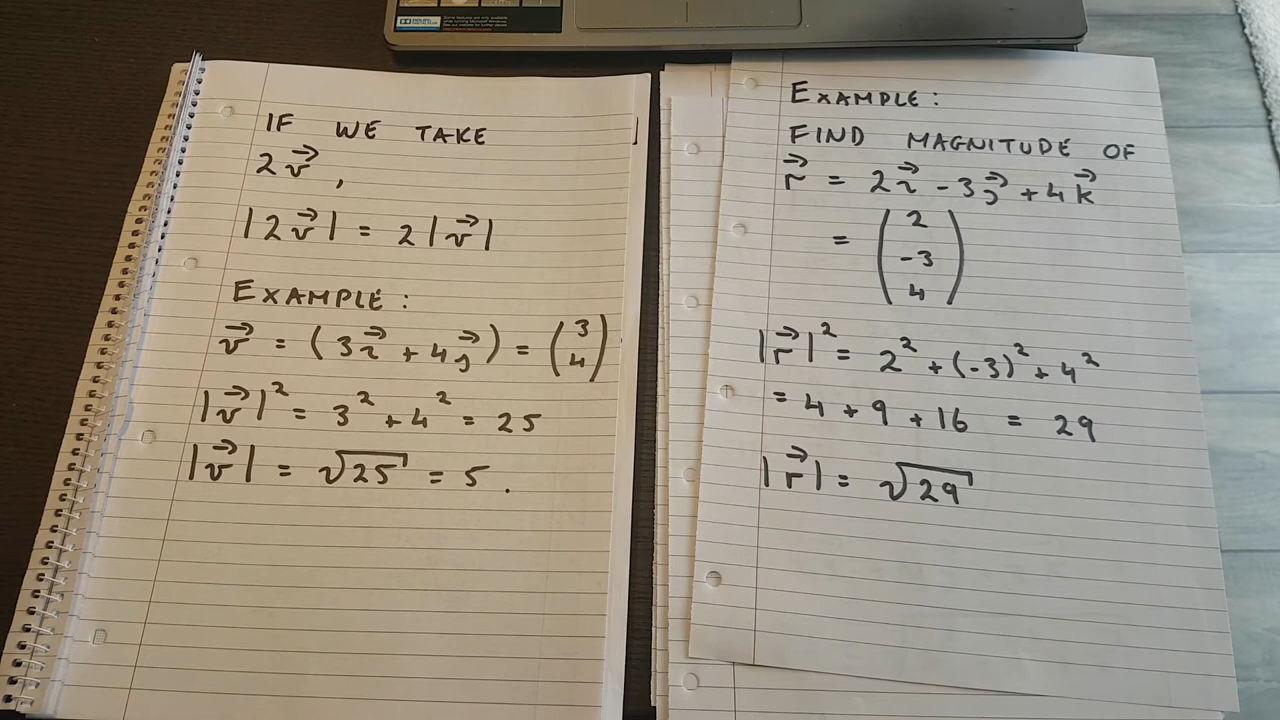 IF WE TAKE
2v⃗ ,
|2v⃗| = 2|v⃗|
EXAMPLE:
v⃗ = (3i⃗ + 4j⃗) = (3 4)
|v⃗|² = 3² + 4² = 25
|v⃗| = √25 = 5.
EXAMPLE:
FIND MAGNITUDE OF
r⃗ = 2i⃗ - 3j⃗ + 4k⃗
= (2 -3 4)
|r⃗|² = 2² + (-3)² + 4²
= 4 + 9 + 16 = 29
|r⃗| = √29